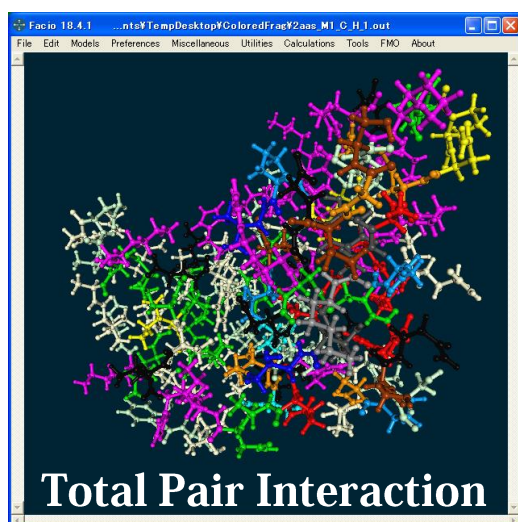 Facio 18.4.1 ...nts¥TempDesktop¥ColoredFrag¥2aas_M1_C_H_1.out
File Edit Models Preferences Miscellaneous Utilities Calculations Tools FMO About
Total Pair Interaction